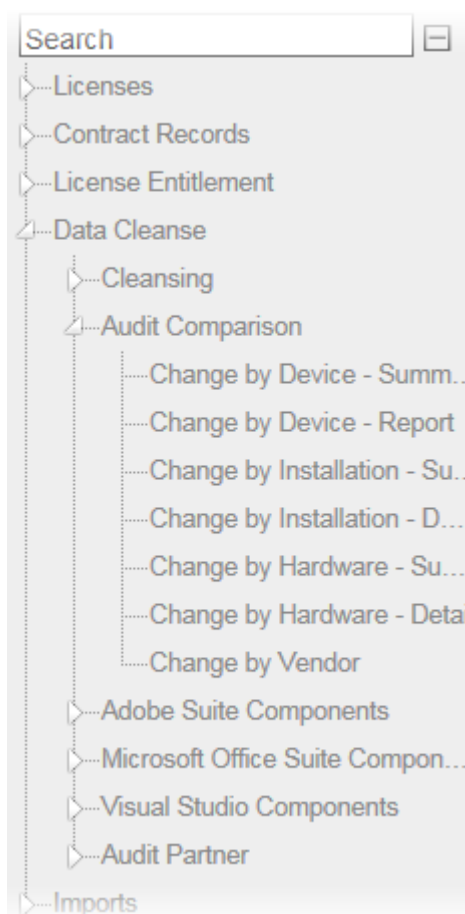 Search
Licenses
Contract Records
License Entitlement
Data Cleanse
Cleansing
Audit Comparison
Change by Device - Summ...
Change by Device - Report
Change by Installation - Su...
Change by Installation - D...
Change by Hardware - Su...
Change by Hardware - Detai
Change by Vendor
Adobe Suite Components
Microsoft Office Suite Compon...
Visual Studio Components
Audit Partner
Imports